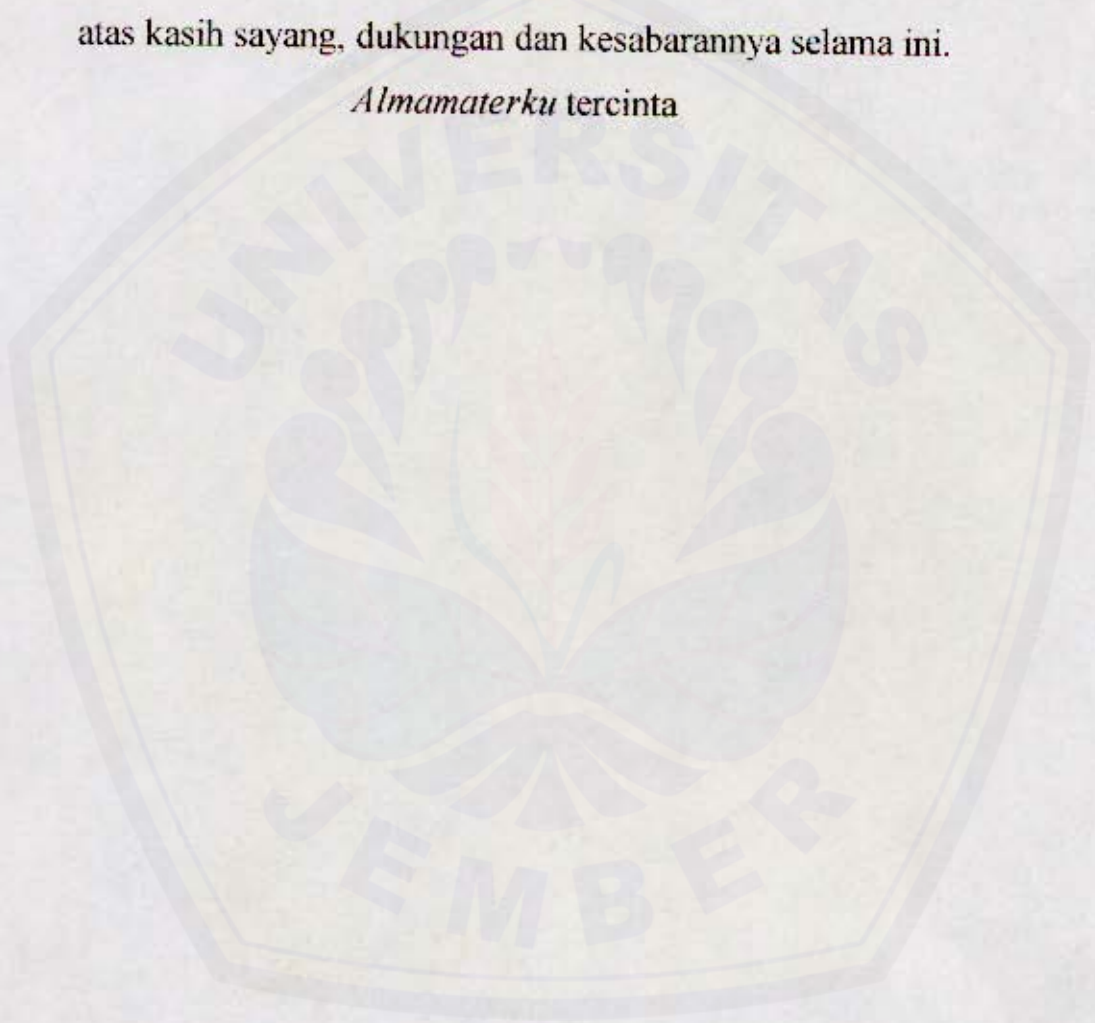 atas kasih sayang, dukungan dan kesabarannya selama ini.
Almamaterku tercinta
UNIVERSITAS
JEMBER